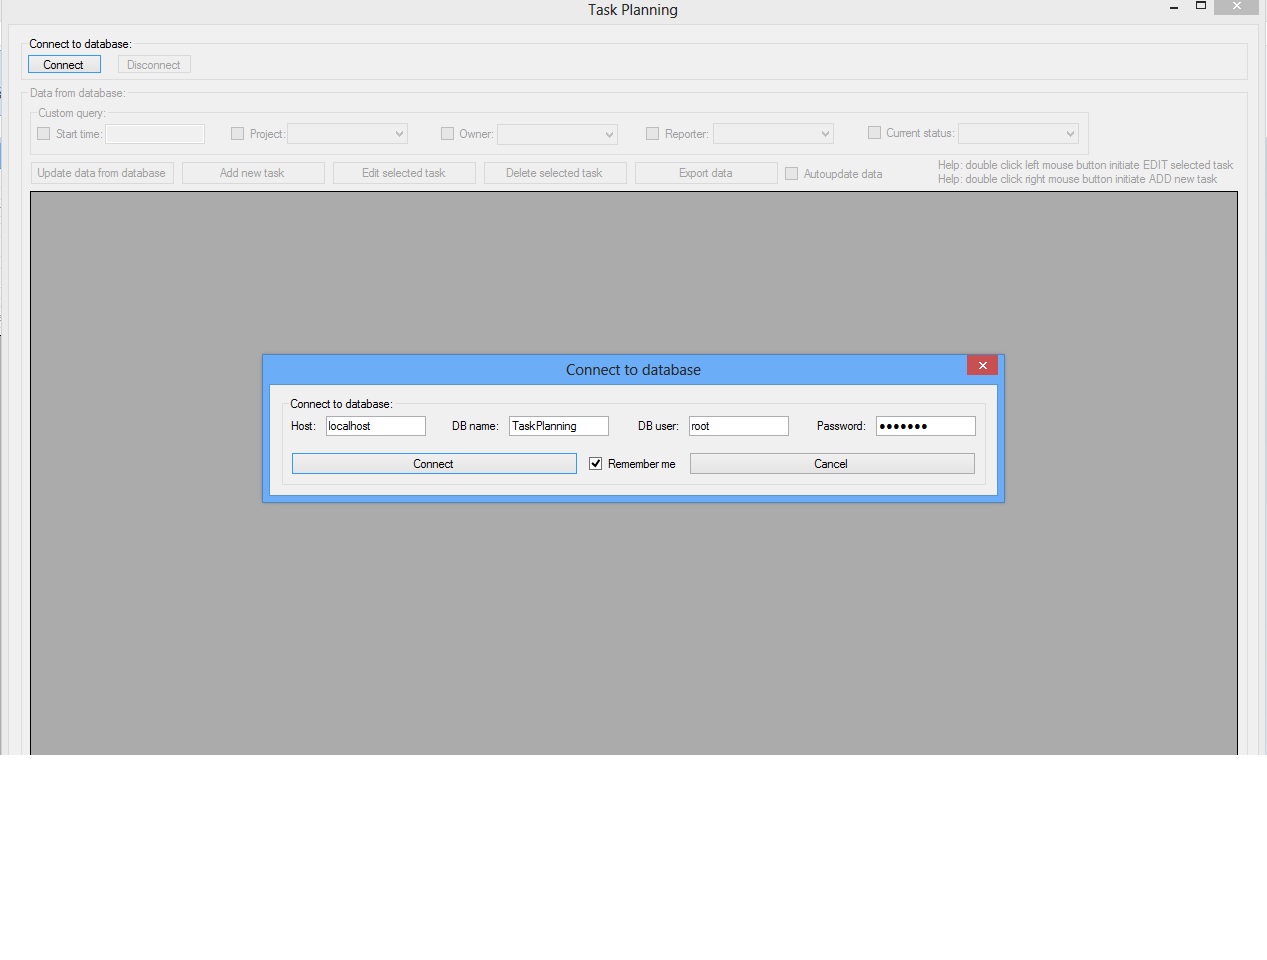 Task Planning
Connect to database:
Connect Disconnect
Data from database:
Custom query:
Start time: Project: Owner: Reporter: Current status:
Update data from database Add new task Edit selected task Delete selected task Export data Autoupdate data
Help: double click left mouse button initiate EDIT selected task
Help: double click right mouse button initiate ADD new task
Connect to database
Connect to database:
Host: localhost DB name: TaskPlanning DB user: root Password: ●●●●●●●
Connect Remember me Cancel